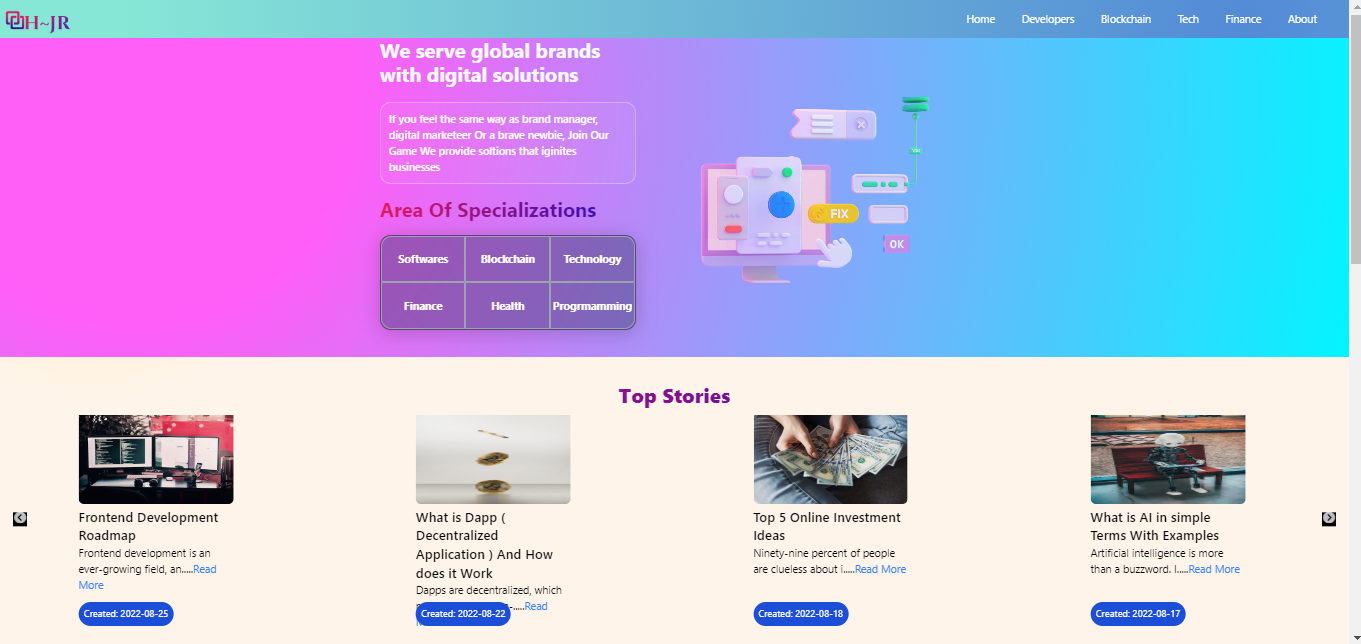 H~JR
Home Developers Blockchain Tech Finance About
We serve global brands
with digital solutions
If you feel the same way as brand manager,
digital marketeer Or a brave newbie, Join Our
Game We provide soltions that iginites
businesses
Area Of Specializations
Softwares Blockchain Technology
Finance Health Progrmamming
FIX
OK
Top Stories
Frontend Development
Roadmap
Frontend development is an
ever-growing field, an.....Read
More
Created: 2022-08-25
What is Dapp (
Decentralized
Application ) And How
does it Work
Dapps are decentralized, which
-.....Read
Created: 2022-08-22
Top 5 Online Investment
Ideas
Ninety-nine percent of people
are clueless about i.....Read More
Created: 2022-08-18
What is AI in simple
Terms With Examples
Artificial intelligence is more
than a buzzword. I.....Read More
Created: 2022-08-17